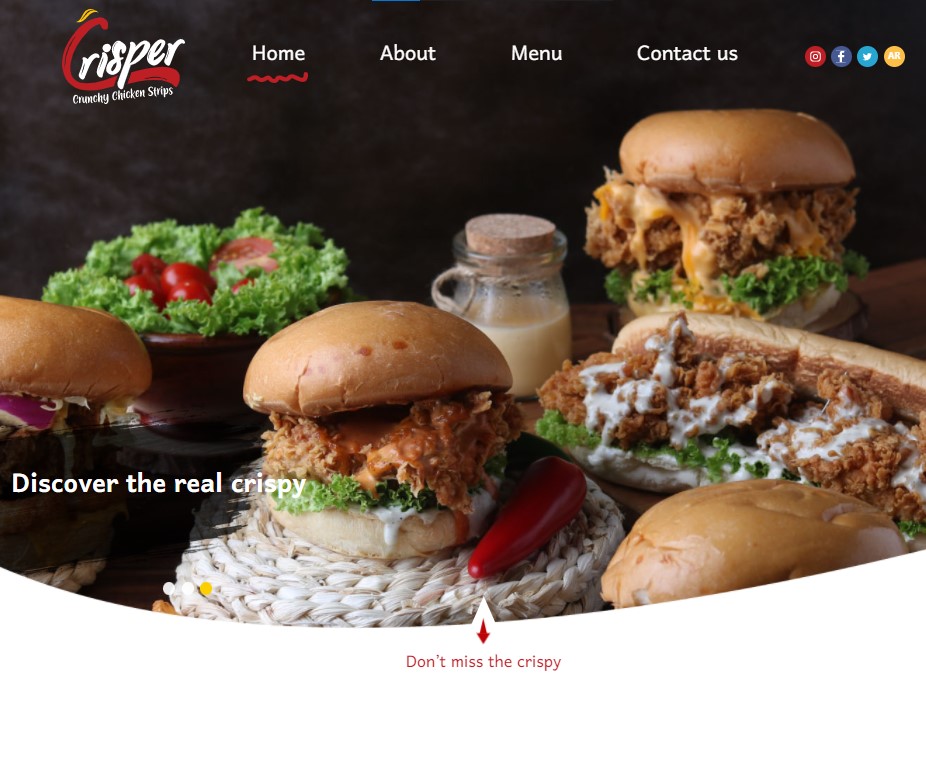 Crisper
Crunchy Chicken Strips
Home
About
Menu
Contact us
AR
Discover the real crispy
Don't miss the crispy